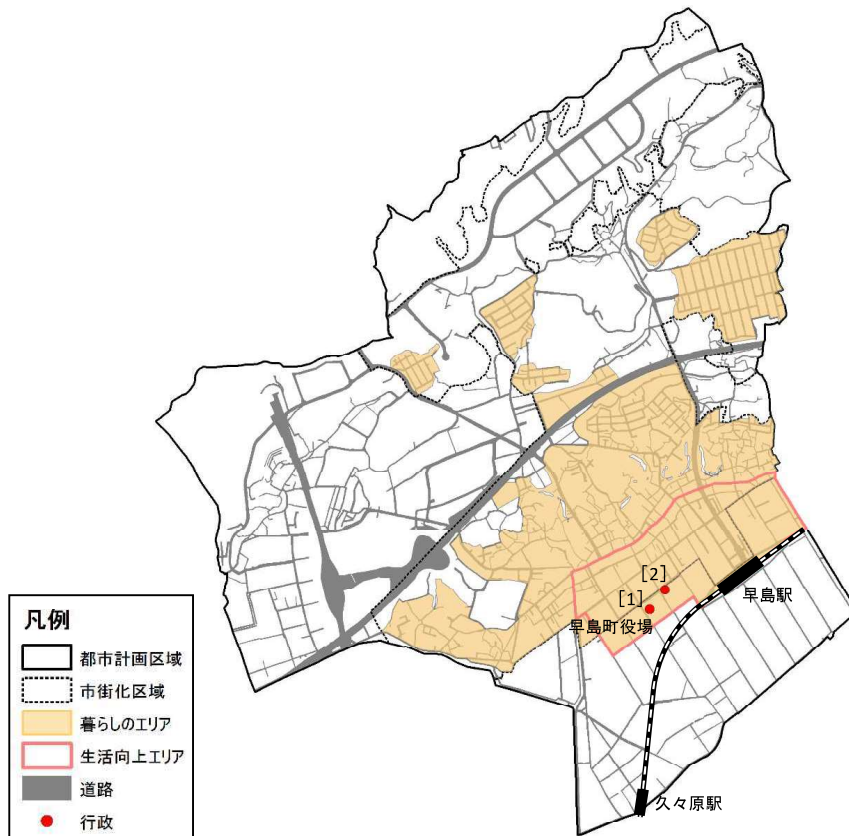 [2]
[1]
早島町役場
早島駅
久々原駅
凡例
都市計画区域
市街化区域
暮らしのエリア
生活向上エリア
道路
行政